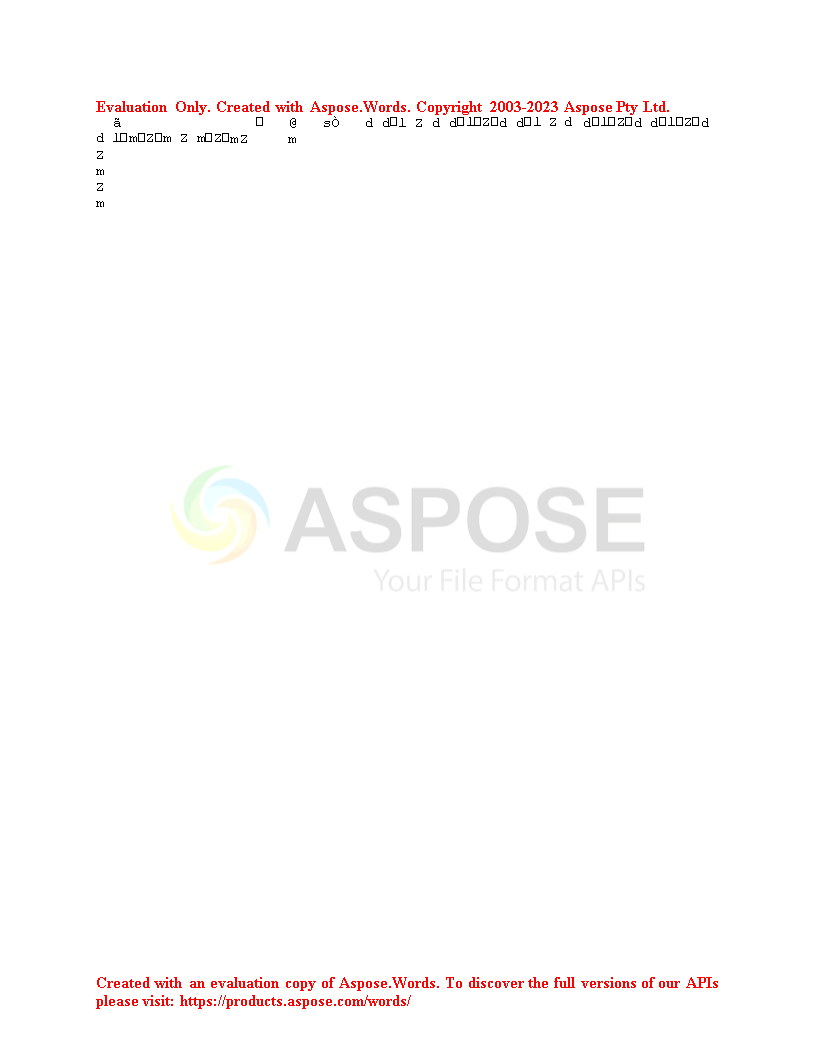 Evaluation Only. Created with Aspose.Words. Copyright 2003-2023 Aspose Pty Ltd.
ã □ @ sÒ d d□l Z d d□l□Z□d d□l Z d d□l□Z□d d□l□Z□d
d l□m□Z□m Z m□Z□mZ m
Z
m
Z
m
ASPOSE
Your File Format APIs
Created with an evaluation copy of Aspose.Words. To discover the full versions of our APIs
please visit: https://products.aspose.com/words/